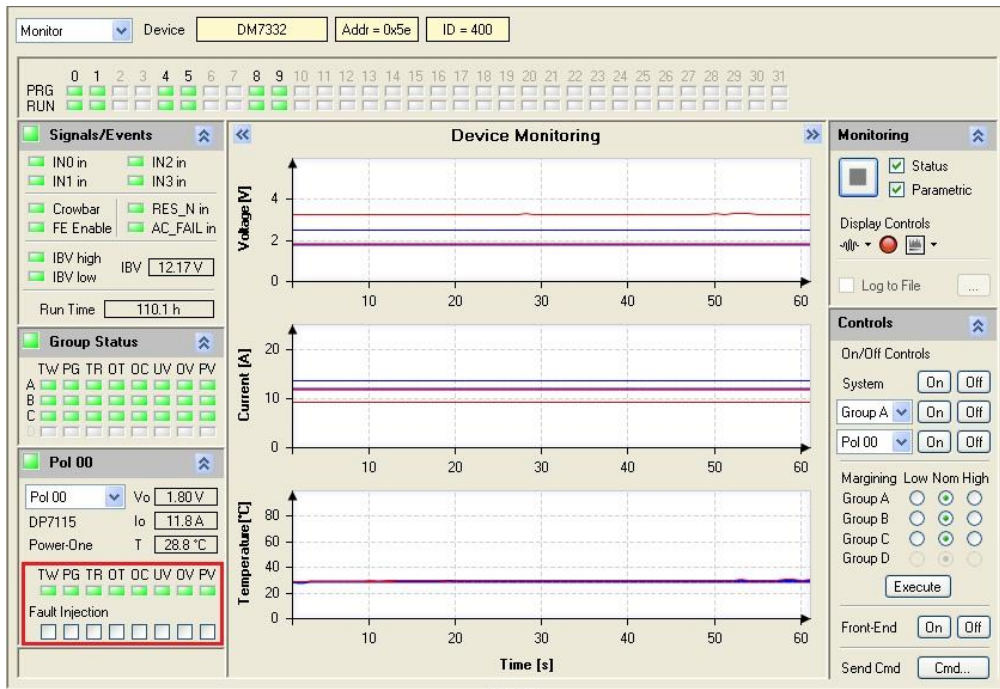 Monitor Device DM7332 Addr = 0x5e ID = 400
0 1 2 3 4 5 6 7 8 9 10 11 12 13 14 15 16 17 18 19 20 21 22 23 24 25 26 27 28 29 30 31
PRG
RUN
Signals/Events
IN0 in IN2 in
IN1 in IN3 in
Crowbar RES_N in
FE Enable AC_FAIL in
IBV high
IBV low
IBV 12.17 V
Run Time 110.1 h
Group Status
TW PG TR OT OC UV OV PV
A
B
C
D
Pol 00
Pol 00 Vo 1.80 V
DP7115 Io 11.8 A
Power-One T 28.8 °C
TW PG TR OT OC UV OV PV
Fault Injection
Device Monitoring
Voltage [V]
4
2
0
10 20 30 40 50 60
Current [A]
20
10
0
10 20 30 40 50 60
Temperature [°C]
80
60
40
20
0
10 20 30 40 50 60
Time [s]
Monitoring
Status
Parametric
Display Controls
Log to File ...
Controls
On/Off Controls
System On Off
Group A On Off
Pol 00 On Off
Margining Low Nom High
Group A
Group B
Group C
Group D
Execute
Front-End On Off
Send Cmd Cmd...